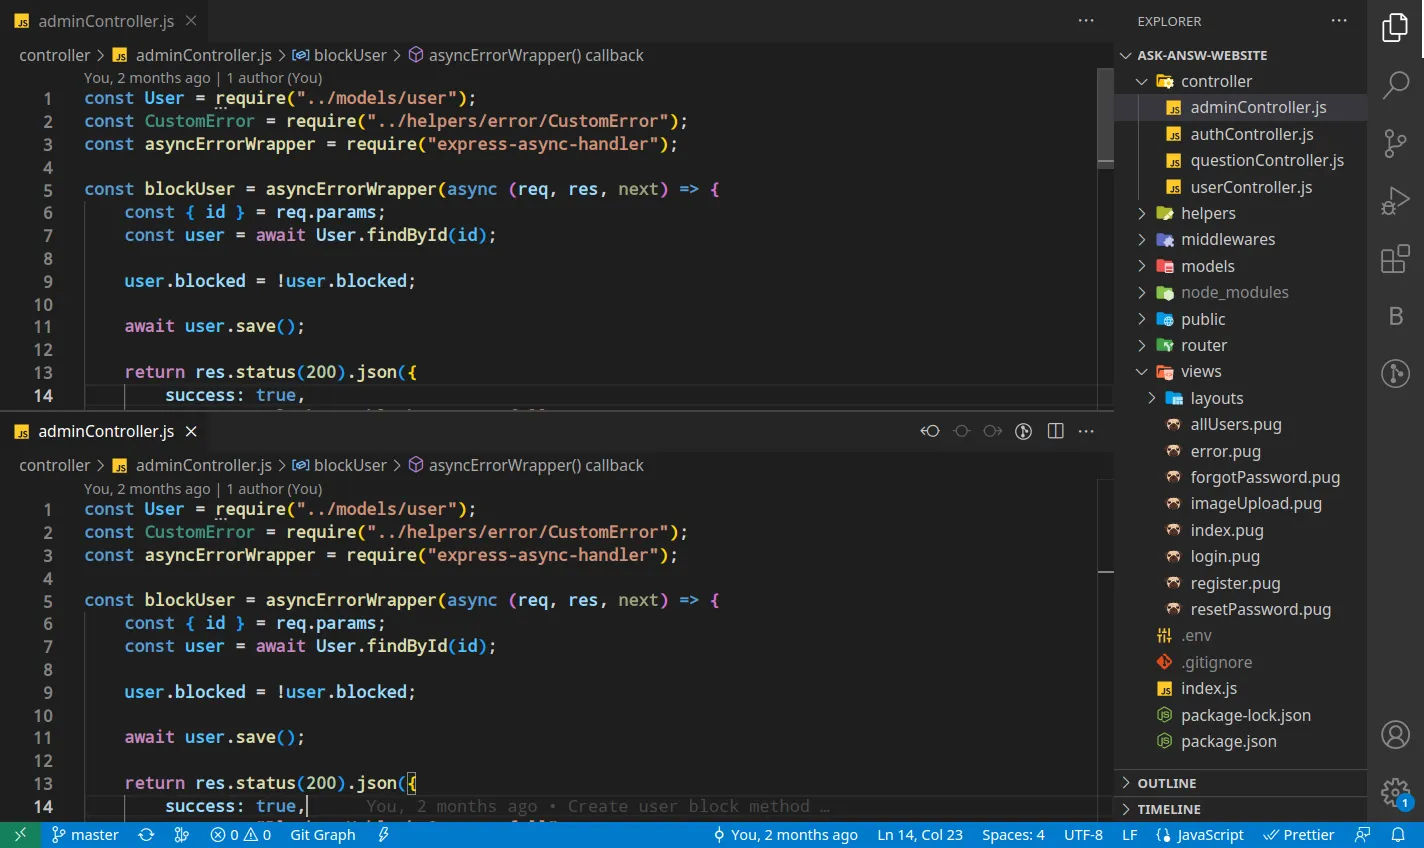 adminController.js
controller > adminController.js > blockUser > asyncErrorWrapper() callback
You, 2 months ago | 1 author (You)
1 const User = require("../models/user");
2 const CustomError = require("../helpers/error/CustomError");
3 const asyncErrorWrapper = require("express-async-handler");
4
5 const blockUser = asyncErrorWrapper(async (req, res, next) => {
6 const { id } = req.params;
7 const user = await User.findById(id);
8
9 user.blocked = !user.blocked;
10
11 await user.save();
12
13 return res.status(200).json({
14 success: true,
adminController.js
controller > adminController.js > blockUser > asyncErrorWrapper() callback
You, 2 months ago | 1 author (You)
1 const User = require("../models/user");
2 const CustomError = require("../helpers/error/CustomError");
3 const asyncErrorWrapper = require("express-async-handler");
4
5 const blockUser = asyncErrorWrapper(async (req, res, next) => {
6 const { id } = req.params;
7 const user = await User.findById(id);
8
9 user.blocked = !user.blocked;
10
11 await user.save();
12
13 return res.status(200).json({
14 success: true, You, 2 months ago • Create user block method …
EXPLORER
ASK-ANSW-WEBSITE
controller
JS adminController.js
JS authController.js
JS questionController.js
JS userController.js
helpers
middlewares
models
node_modules
public
router
views
layouts
allUsers.pug
error.pug
forgotPassword.pug
imageUpload.pug
index.pug
login.pug
register.pug
resetPassword.pug
.env
.gitignore
JS index.js
package-lock.json
package.json
OUTLINE
TIMELINE
B
1
master 0 0 Git Graph You, 2 months ago Ln 14, Col 23 Spaces: 4 UTF-8 LF JavaScript Prettier